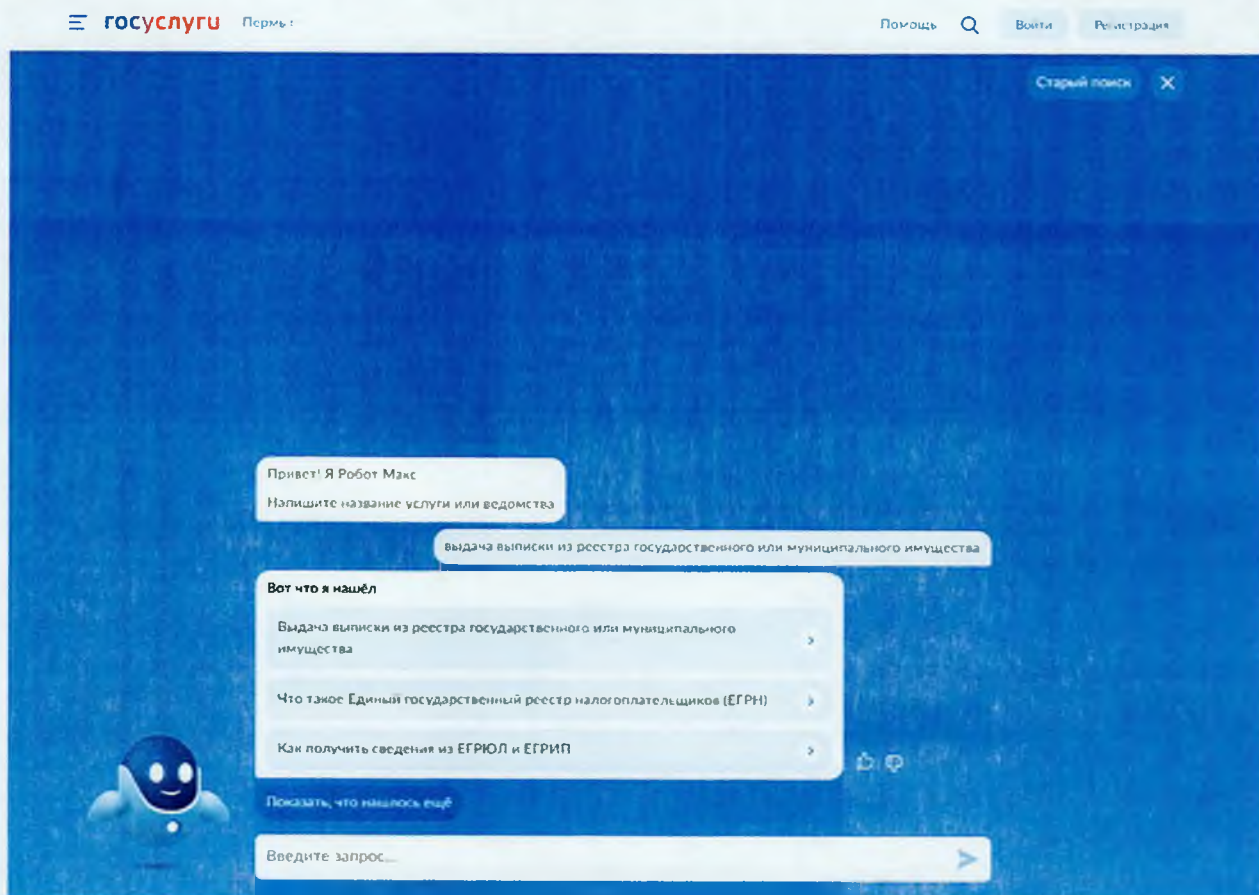 госуслуги Пермь Помощь Войти Регистрация
Старый поиск
Привет! Я Робот Макс
Напишите название услуги или ведомства
выдача выписки из реестра государственного или муниципального имущества
Вот что я нашёл
Выдача выписки из реестра государственного или муниципального
имущества
Что такое Единый государственный реестр налогоплательщиков (ЕГРН)
Как получить сведения из ЕГРЮЛ и ЕГРИП
Показать, что нашлось ещё
Введите запрос...